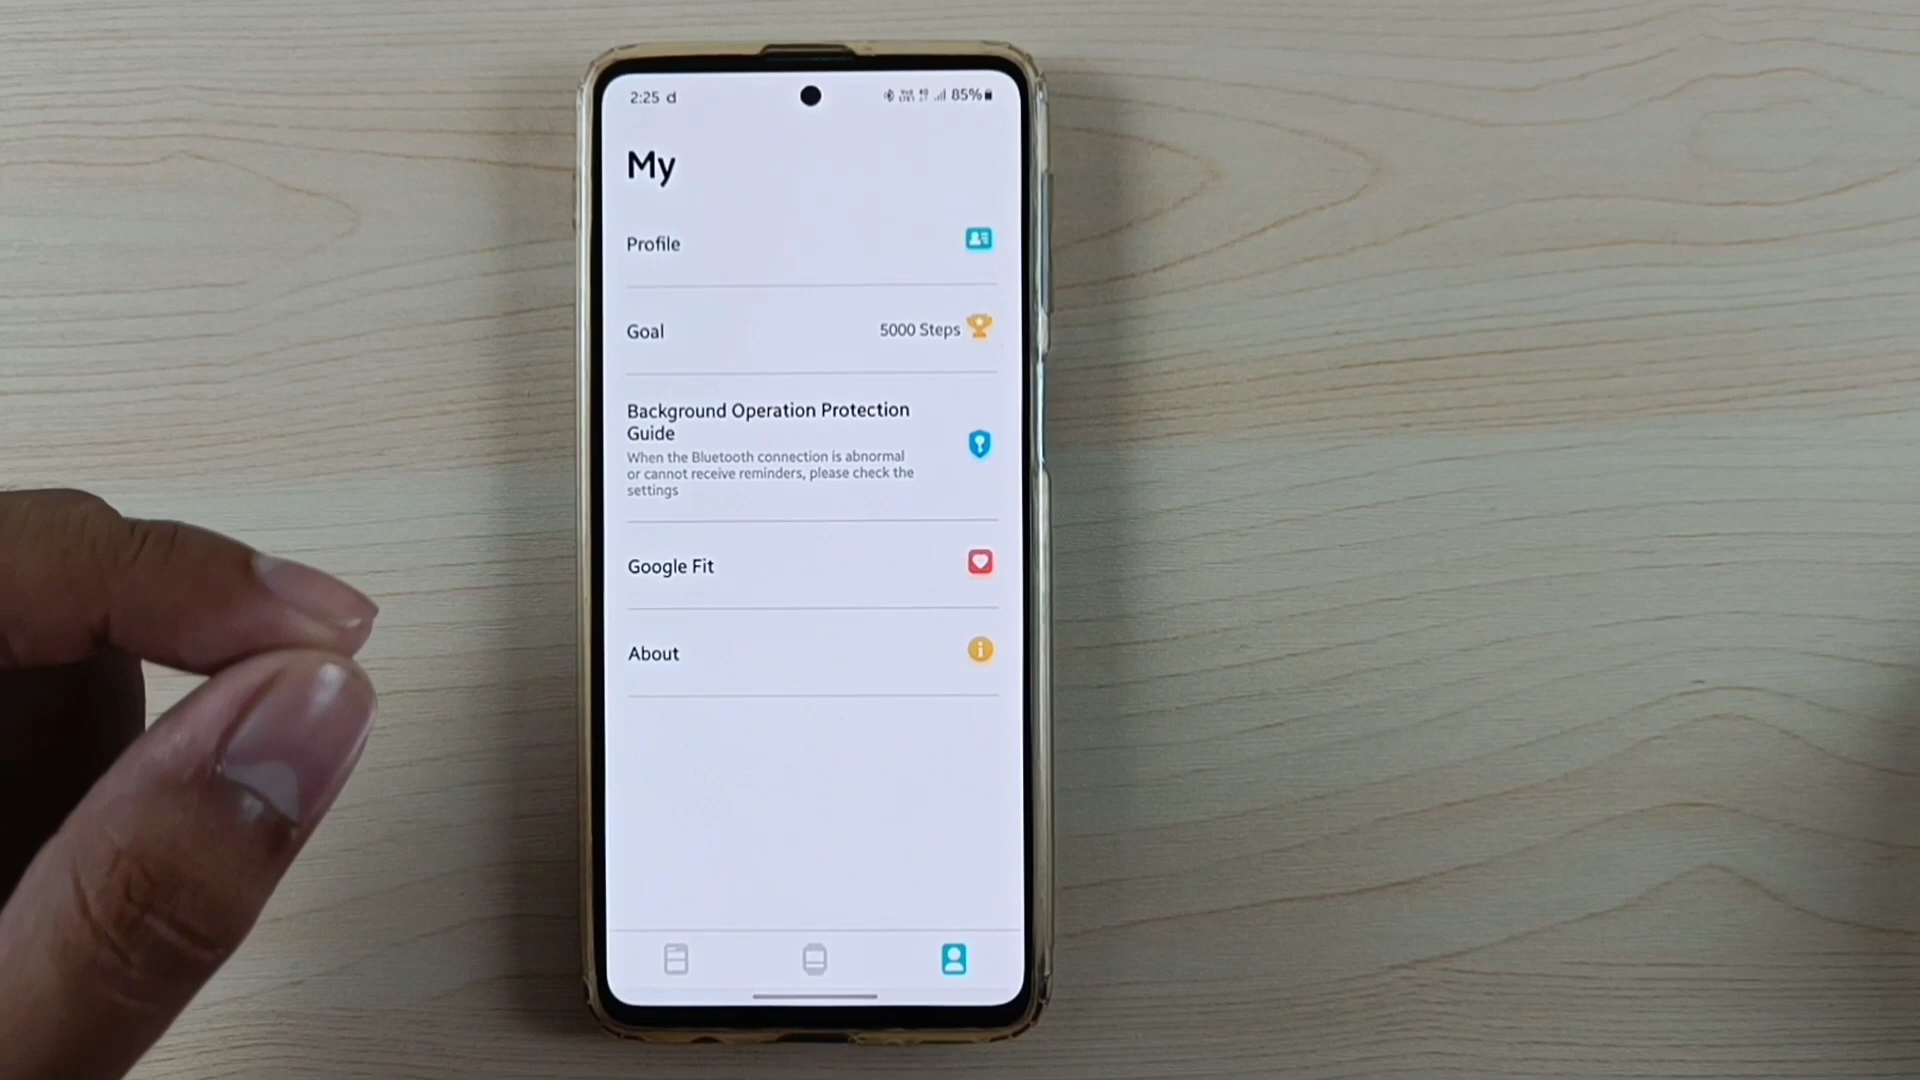 2:25 d
85%
My
Profile
Goal
5000 Steps
Background Operation Protection
Guide
When the Bluetooth connection is abnormal
or cannot receive reminders, please check the
settings
Google Fit
About